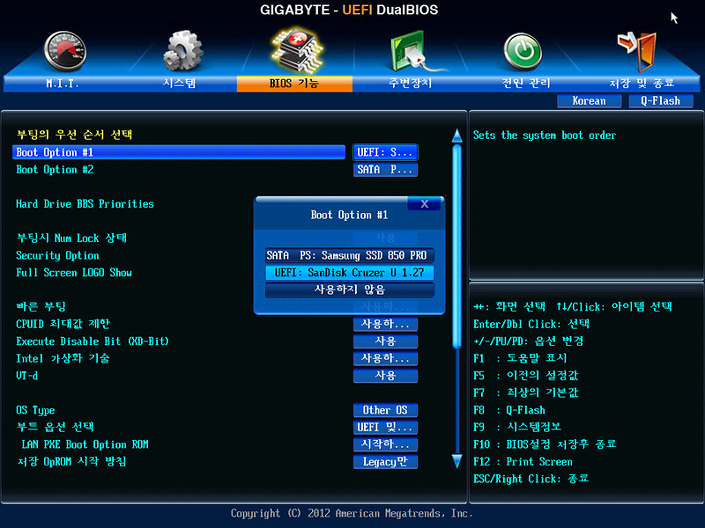 GIGABYTE - UEFI DualBIOS
M.I.T. 시스템 BIOS 기능 주변장치 전원 관리 저장 및 종료
Korean Q-Flash
부팅의 우선 순서 선택
Boot Option #1 UEFI: S...
Boot Option #2 SATA P...
Hard Drive BBS Priorities
부팅시 Num Lock 상태 사용
Security Option
Full Screen LOGO Show
빠른 부팅
CPUID 최대값 제한 사용하...
Execute Disable Bit (XD-Bit) 사용
Intel 가상화 기술 사용하...
VT-d 사용
OS Type Other OS
부트 옵션 선택 UEFI 및...
LAN PXE Boot Option ROM 시작하...
저장 OpROM 시작 방침 Legacy만
Boot Option #1 X
SATA PS: Samsung SSD 850 PRO
UEFI: SanDisk Cruzer U 1.27
사용하기 않음
Sets the system boot order
→←: 화면 선택 ↑↓/Click: 아이템 선택
Enter/Dbl Click: 선택
+/-/PU/PD: 옵션 변경
F1 : 도움말 표시
F5 : 이전의 설정값
F7 : 최상의 기본값
F8 : Q-Flash
F9 : 시스템정보
F10 : BIOS설정 저장후 종료
F12 : Print Screen
ESC/Right Click: 종료
Copyright (C) 2012 American Megatrends, Inc.